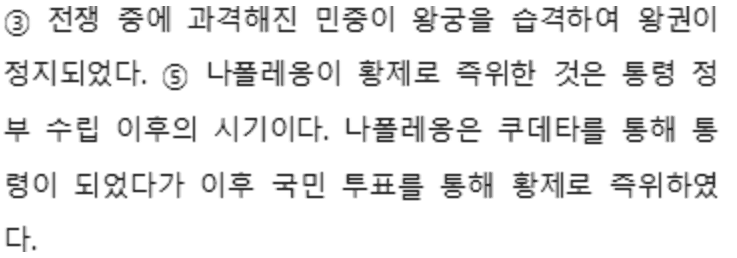 ③ 전쟁 중에 과격해진 민중이 왕궁을 습격하여 왕권이
정지되었다. ⑤ 나폴레옹이 황제로 즉위한 것은 통령 정
부 수립 이후의 시기이다. 나폴레옹은 쿠데타를 통해 통
령이 되었다가 이후 국민 투표를 통해 황제로 즉위하였
다.